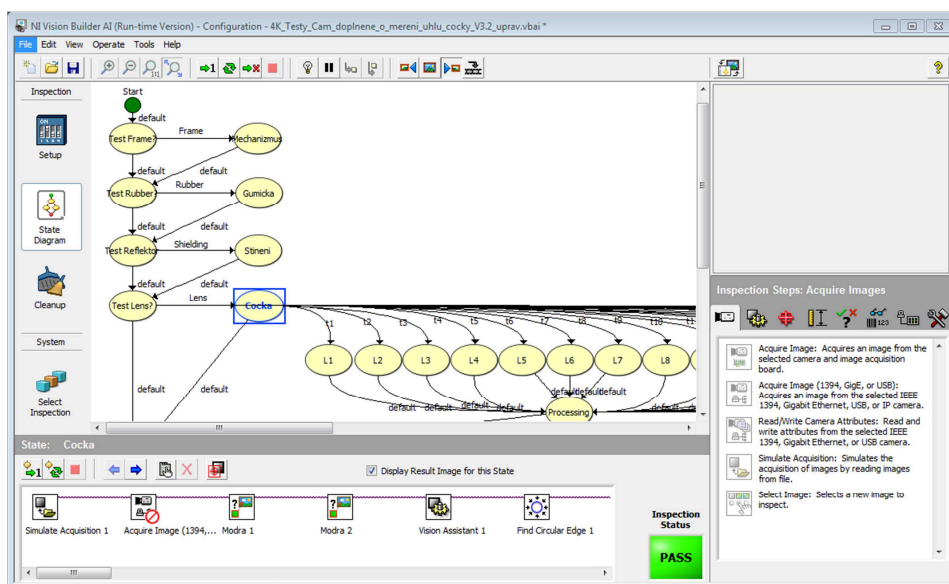 NI Vision Builder AI (Run-time Version) - Configuration - 4K_Testy_Cam_doplnene_o_mereni_uhlu_cocky_V3.2_uprav.vbai *
File Edit View Operate Tools Help
Inspection
Setup
State
Diagram
Cleanup
System
Select
Inspection
Start
default
Test Frame?
Frame
Mechanizmus
default
default
Test Rubber?
Rubber
Gumicka
default
default
Test Reflektor
Shielding
Stineni
default
default
Test Lens?
Lens
Cocka
t1 t2 t3 t4 t5 t6 t7 t8 t9 t10
L1 L2 L3 L4 L5 L6 L7 L8
default default
default default default default default default default default
Processing
State: Cocka
Display Result Image for this State
Simulate Acquisition 1
Acquire Image (1394,...
Modra 1
Modra 2
Vision Assistant 1
Find Circular Edge 1
Inspection
Status
PASS
Inspection Steps: Acquire Images
Acquire Image: Acquires an image from the
selected camera and image acquisition
board.
Acquire Image (1394, GigE, or USB):
Acquires an image from the selected IEEE
1394, Gigabit Ethernet, USB, or IP camera.
Read/Write Camera Attributes: Read and
write attributes from the selected IEEE
1394, Gigabit Ethernet, or USB camera.
Simulate Acquisition: Simulates the
acquisition of images by reading images
from file.
Select Image: Selects a new image to
inspect.